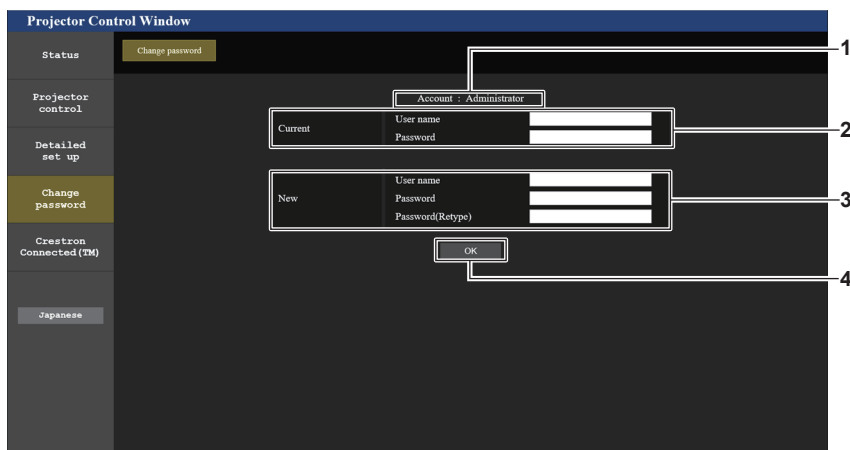 Projector Control Window
Status
Change password
1
Projector
control
Account : Administrator
Current
User name
Password
2
Detailed
set up
Change
password
New
User name
Password
Password(Retype)
3
Crestron
Connected(TM)
OK
4
Japanese